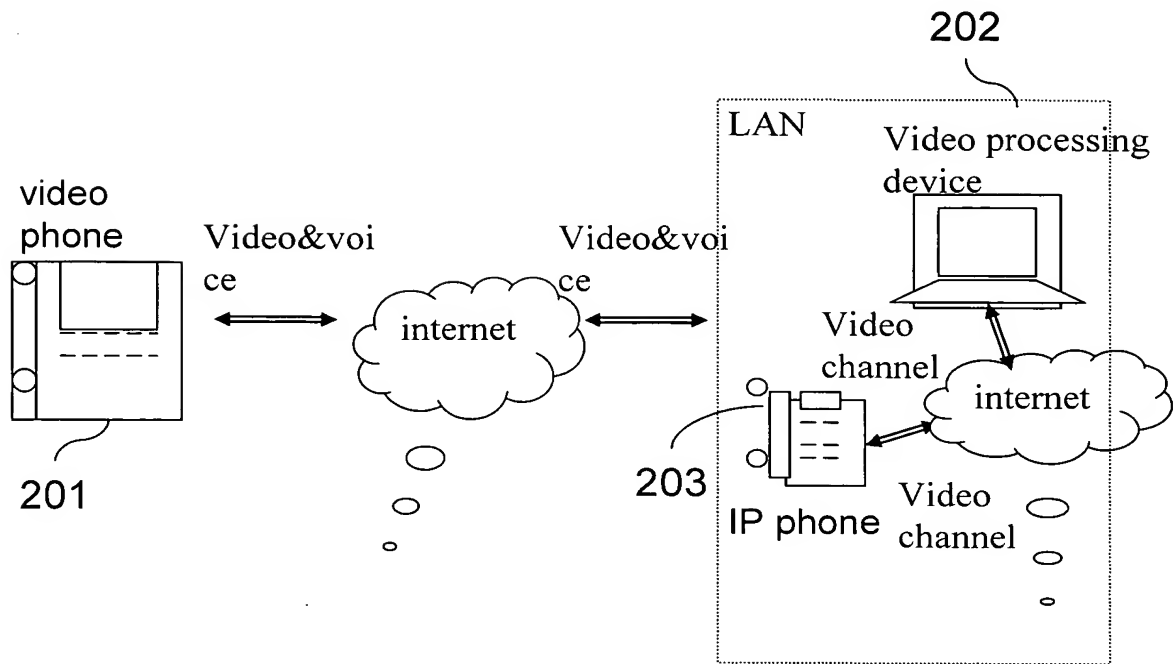 202
LAN
Video processing
device
video
phone
Video&voi
ce
Video&voi
ce
internet
Video
channel
internet
201
203
IP phone
Video
channel